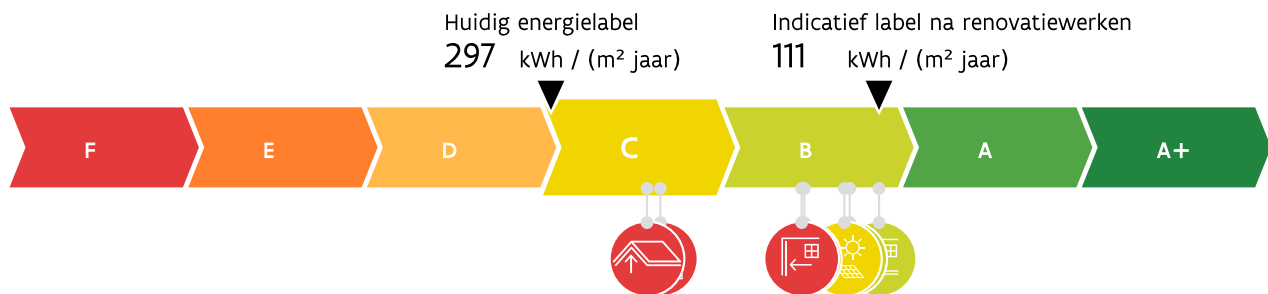 Huidig energielabel
297 kWh / (m² jaar)
Indicatief label na renovatiewerken
111 kWh / (m² jaar)
F E D C B A A+